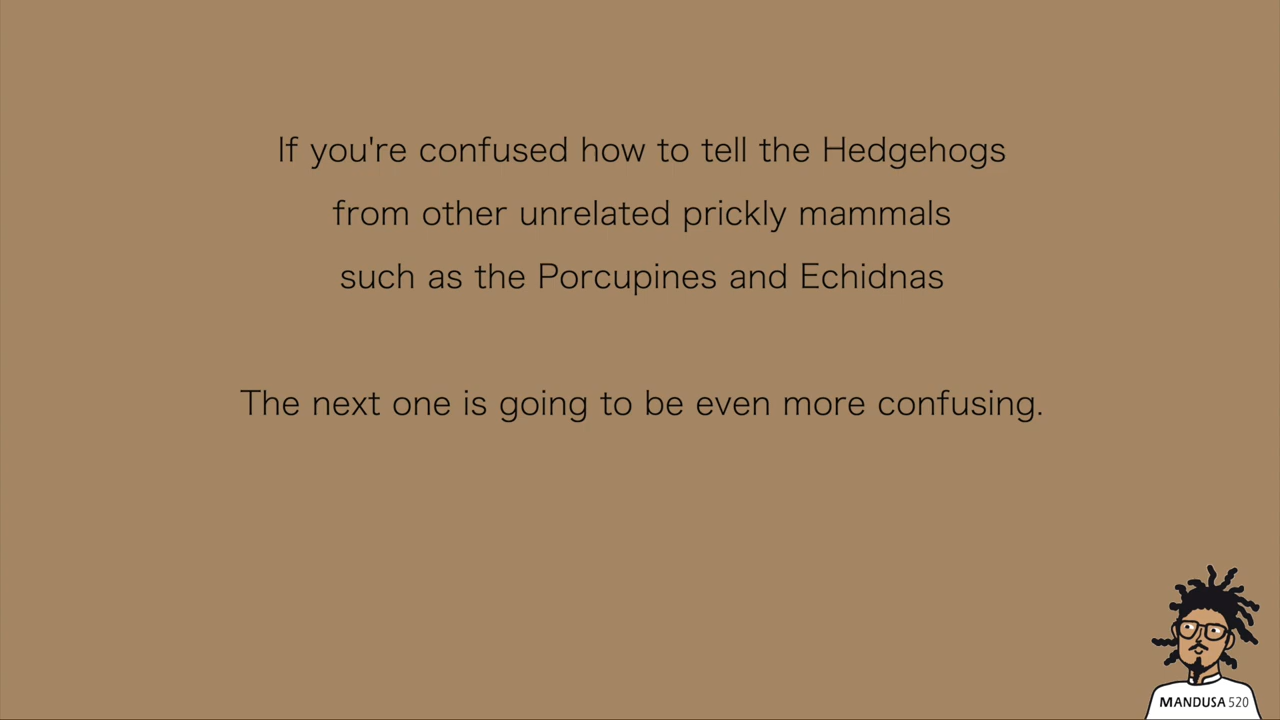 If you're confused how to tell the Hedgehogs
from other unrelated prickly mammals
such as the Porcupines and Echidnas
The next one is going to be even more confusing.
MANDUSA 520